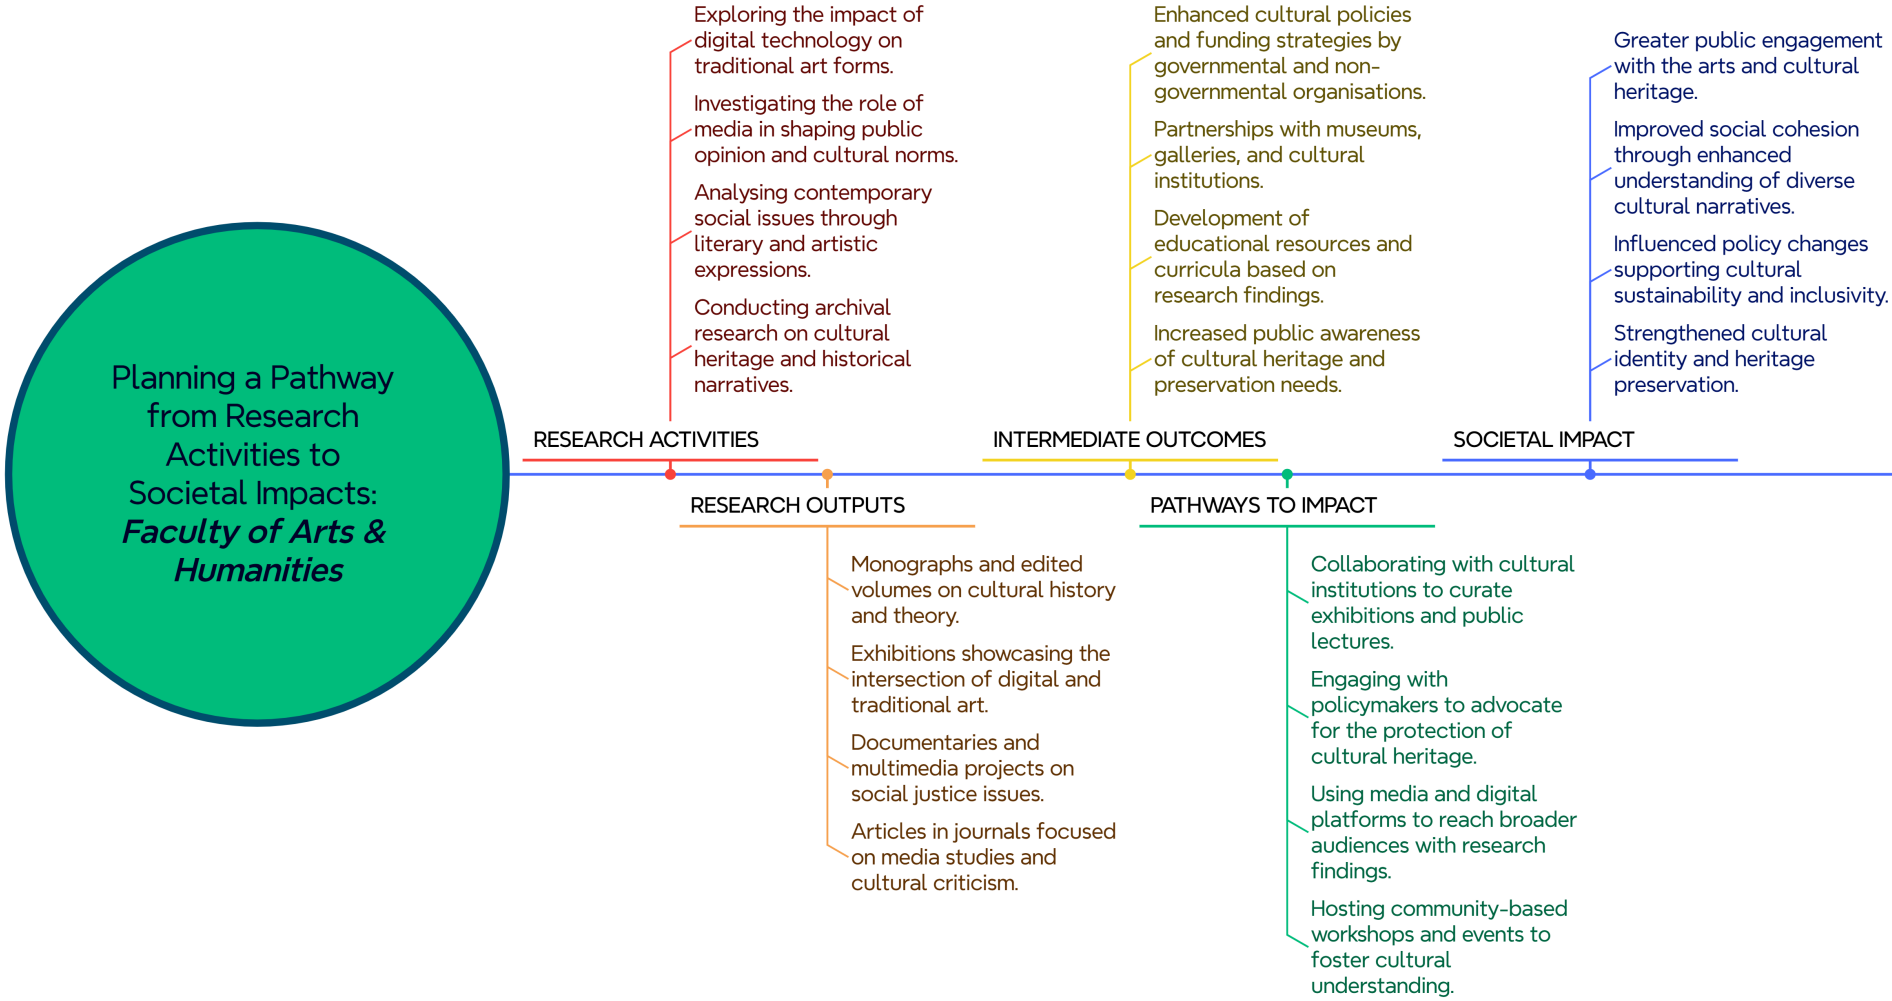 Planning a Pathway
from Research
Activities to
Societal Impacts:
Faculty of Arts &
Humanities
RESEARCH ACTIVITIES
Exploring the impact of
digital technology on
traditional art forms.
Investigating the role of
media in shaping public
opinion and cultural norms.
Analysing contemporary
social issues through
literary and artistic
expressions.
Conducting archival
research on cultural
heritage and historical
narratives.
RESEARCH OUTPUTS
Monographs and edited
volumes on cultural history
and theory.
Exhibitions showcasing the
intersection of digital and
traditional art.
Documentaries and
multimedia projects on
social justice issues.
Articles in journals focused
on media studies and
cultural criticism.
INTERMEDIATE OUTCOMES
Enhanced cultural policies
and funding strategies by
governmental and non-
governmental organisations.
Partnerships with museums,
galleries, and cultural
institutions.
Development of
educational resources and
curricula based on
research findings.
Increased public awareness
of cultural heritage and
preservation needs.
PATHWAYS TO IMPACT
Collaborating with cultural
institutions to curate
exhibitions and public
lectures.
Engaging with
policymakers to advocate
for the protection of
cultural heritage.
Using media and digital
platforms to reach broader
audiences with research
findings.
Hosting community-based
workshops and events to
foster cultural
understanding.
SOCIETAL IMPACT
Greater public engagement
with the arts and cultural
heritage.
Improved social cohesion
through enhanced
understanding of diverse
cultural narratives.
Influenced policy changes
supporting cultural
sustainability and inclusivity.
Strengthened cultural
identity and heritage
preservation.